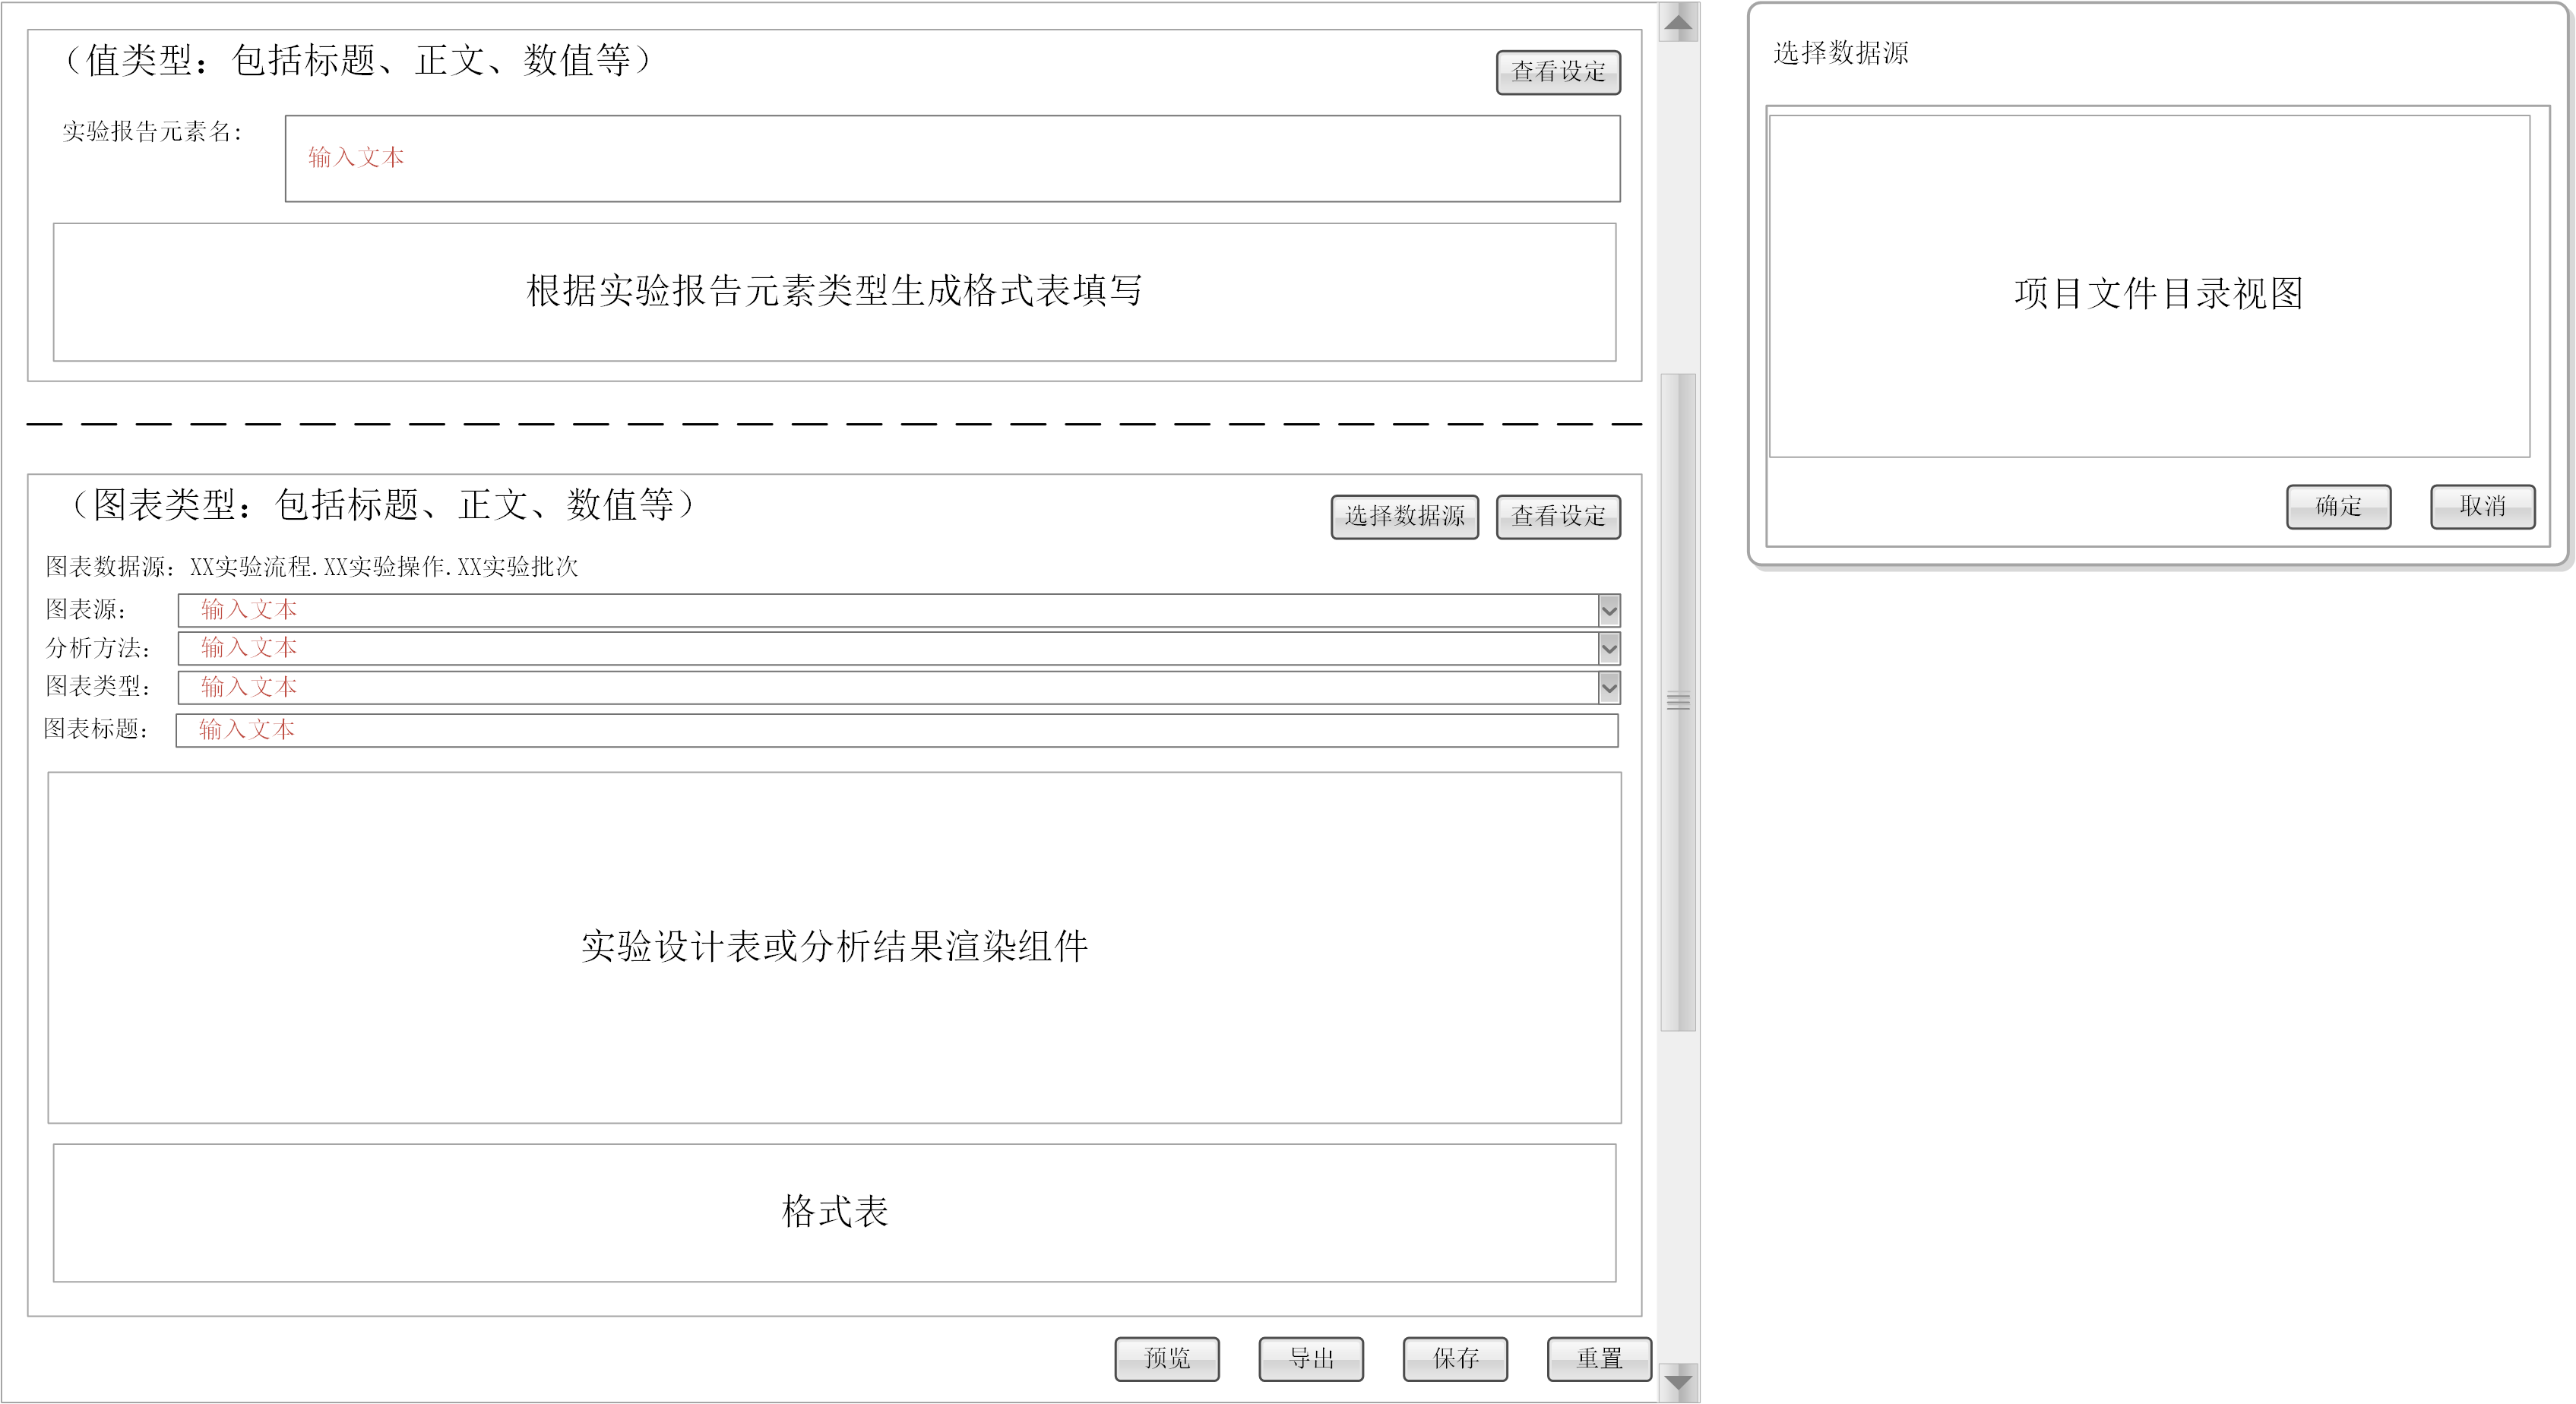 （值类型：包括标题、正文、数值等）
查看设定
实验报告元素名:
输入文本
根据实验报告元素类型生成格式表填写
（图表类型：包括标题、正文、数值等）
选择数据源
查看设定
图表数据源：XX实验流程.XX实验操作.XX实验批次
图表源：
输入文本
分析方法：
输入文本
图表类型：
输入文本
图表标题：
输入文本
实验设计表或分析结果渲染组件
格式表
预览
导出
保存
重置
选择数据源
项目文件目录视图
确定
取消